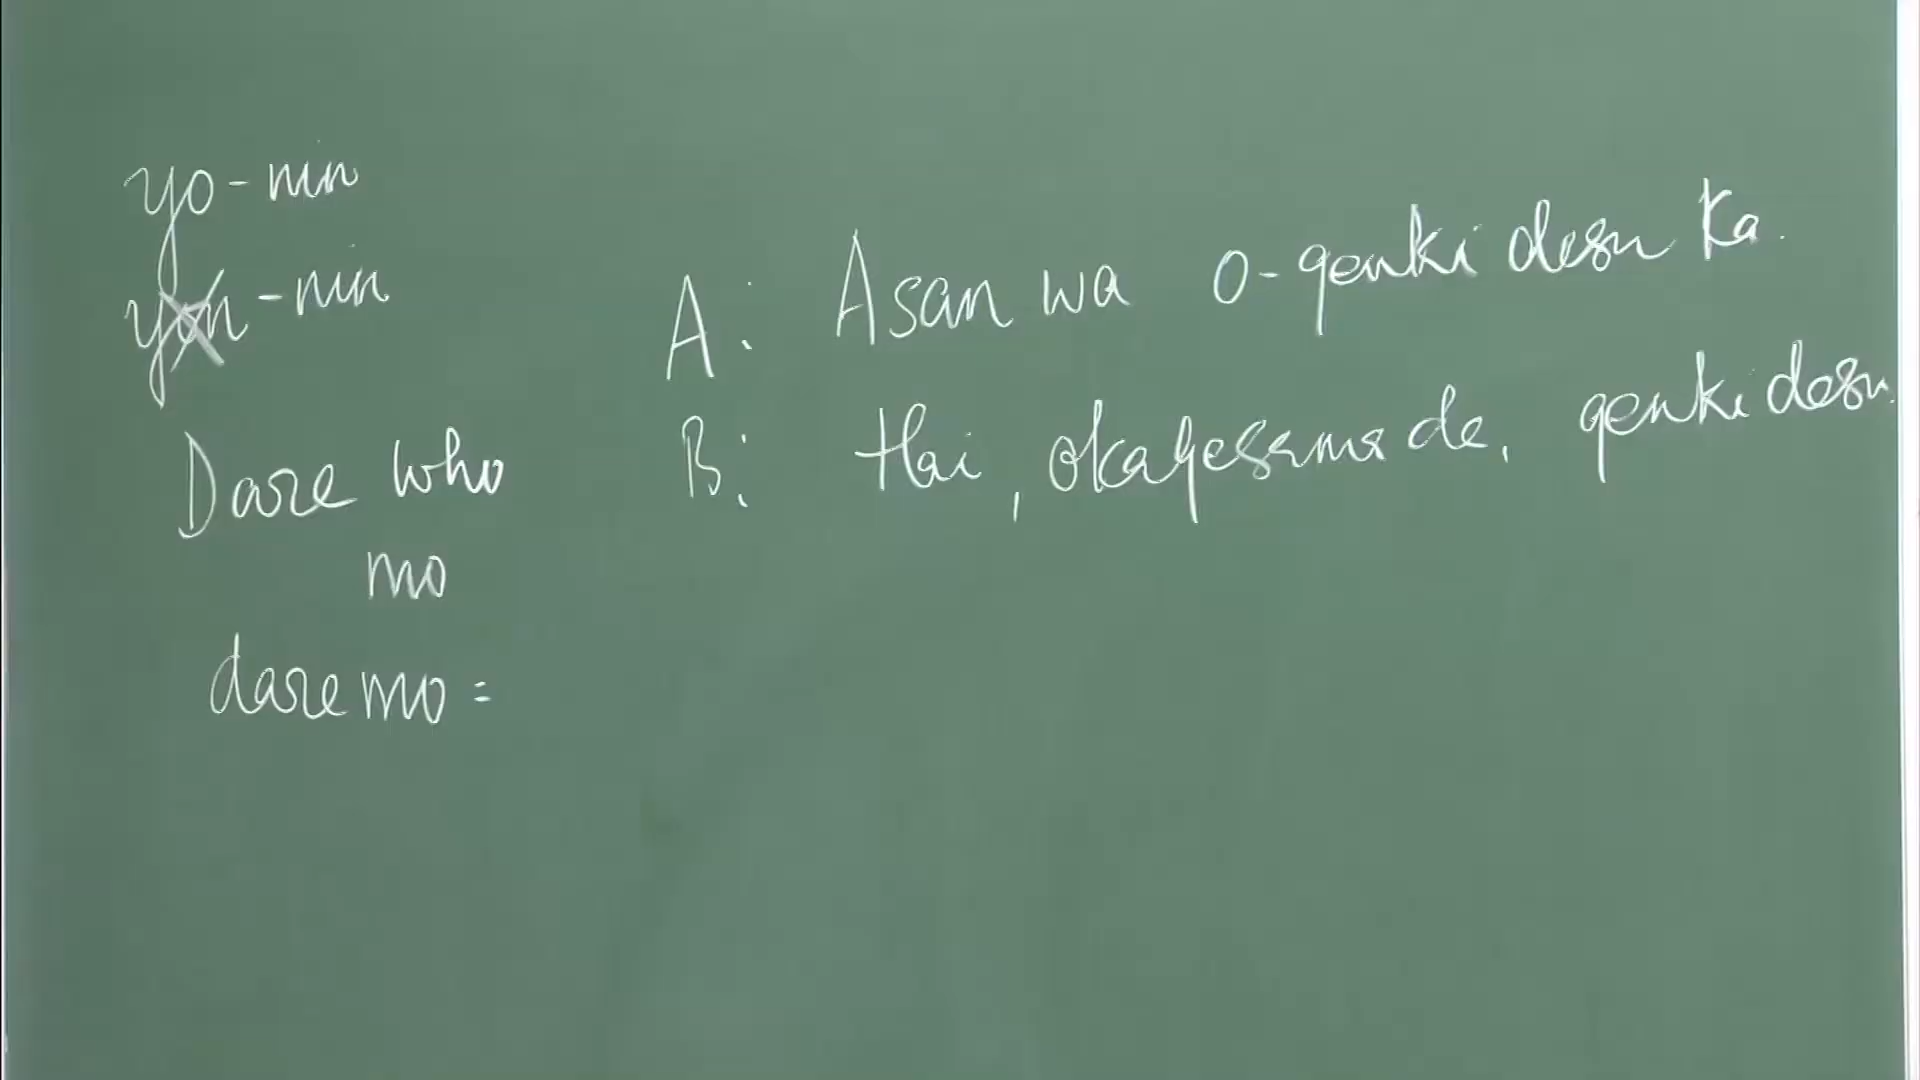 yo-nin
yon-nin
Dare who
mo
daremo =
A: Asan wa o-genki desu ka.
B: Hai, okagesama de, genki desu.